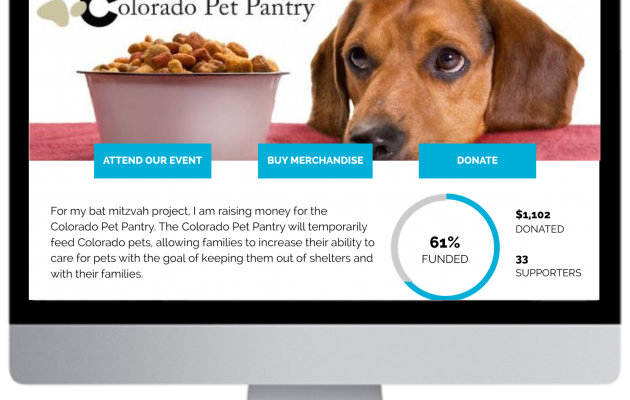 Colorado Pet Pantry
ATTEND OUR EVENT
BUY MERCHANDISE
DONATE
For my bat mitzvah project, I am raising money for the
Colorado Pet Pantry. The Colorado Pet Pantry will temporarily
feed Colorado pets, allowing families to increase their ability to
care for pets with the goal of keeping them out of shelters and
with their families.
61%
FUNDED
$1,102
DONATED
33
SUPPORTERS